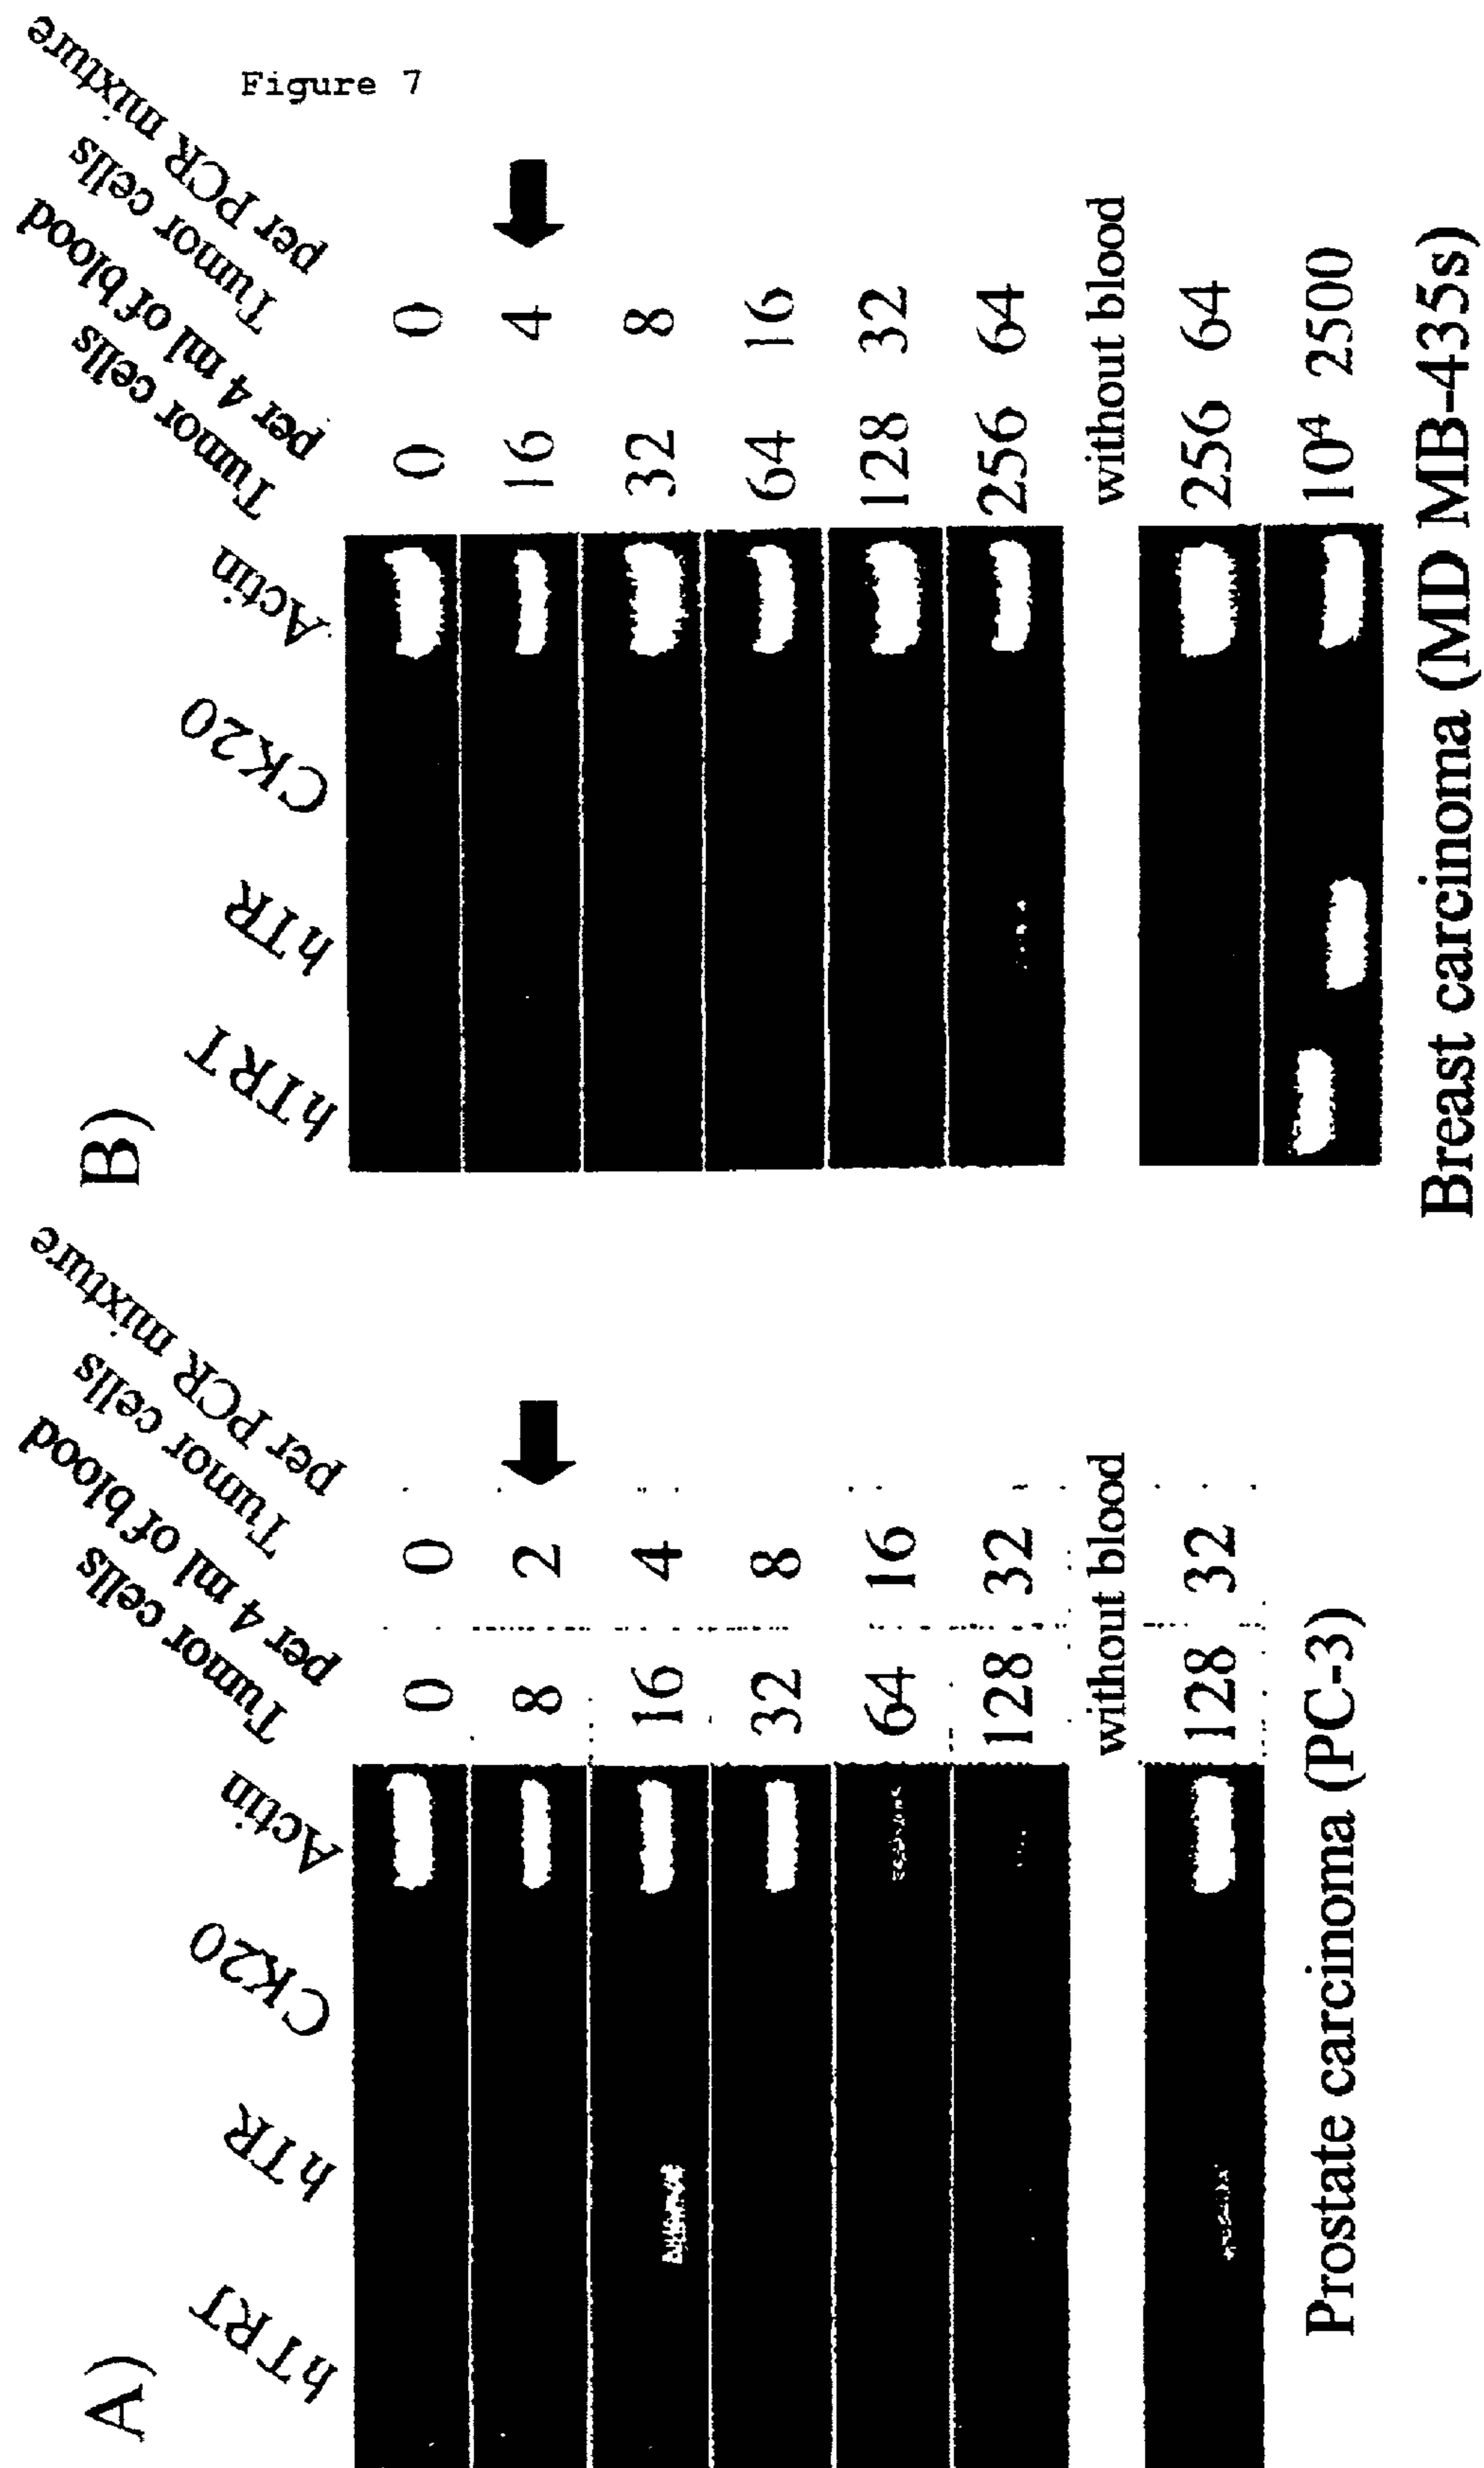 Figure 7
A)
hTRT
hTR
CK20
Actin
Tumor cells
per 4 ml of blood
Tumor cells
per PCR mixture
0 0
8 2
16 4
32 8
64 16
128 32
without blood
128 32
Prostate carcinoma (PC-3)
B)
hTRT
hTR
CK20
Actin
Tumor cells
per 4 ml of blood
Tumor cells
per PCR mixture
0 0
16 4
32 8
64 16
128 32
256 64
without blood
256 64
10⁴ 2500
Breast carcinoma (MD MB-435s)